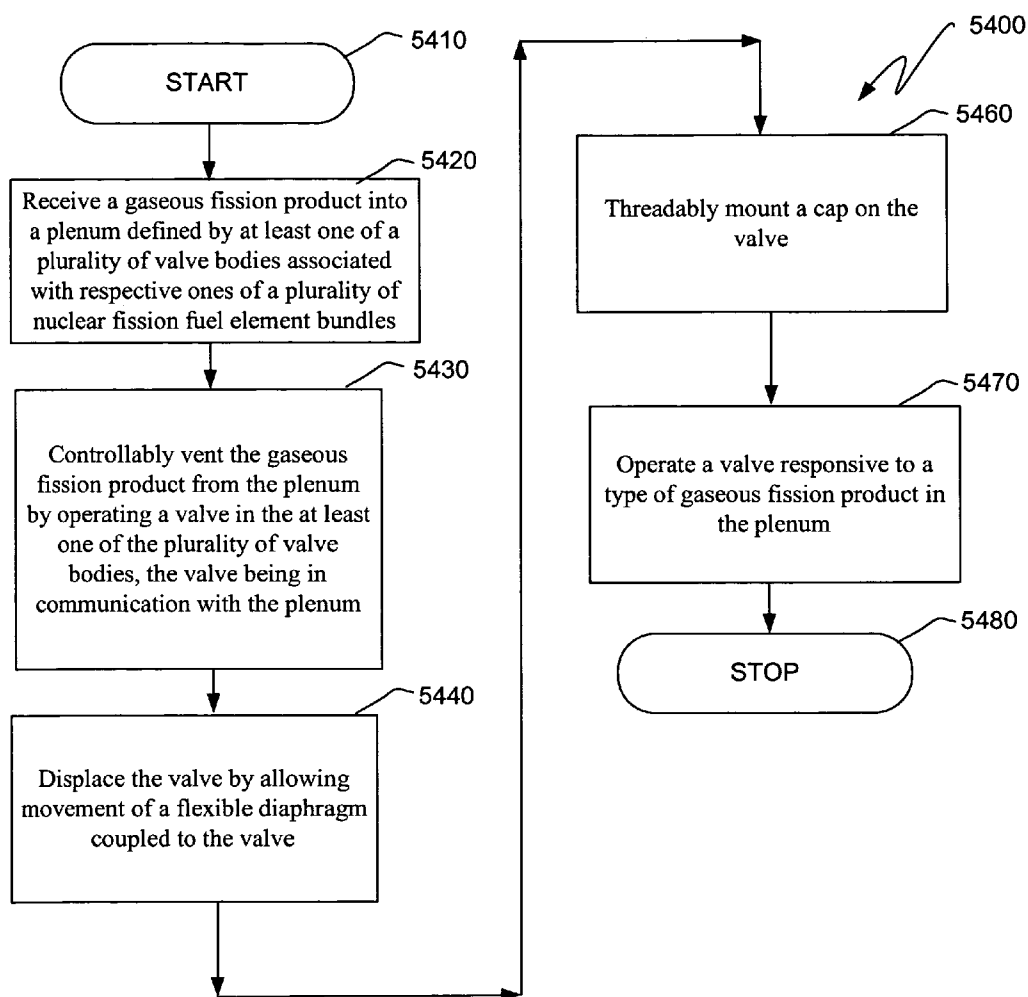 5410
START
5420
Receive a gaseous fission product into
a plenum defined by at least one of a
plurality of valve bodies associated
with respective ones of a plurality of
nuclear fission fuel element bundles
5430
Controllably vent the gaseous
fission product from the plenum
by operating a valve in the at least
one of the plurality of valve
bodies, the valve being in
communication with the plenum
5440
Displace the valve by allowing
movement of a flexible diaphragm
coupled to the valve
5400
5460
Threadably mount a cap on the
valve
5470
Operate a valve responsive to a
type of gaseous fission product in
the plenum
5480
STOP